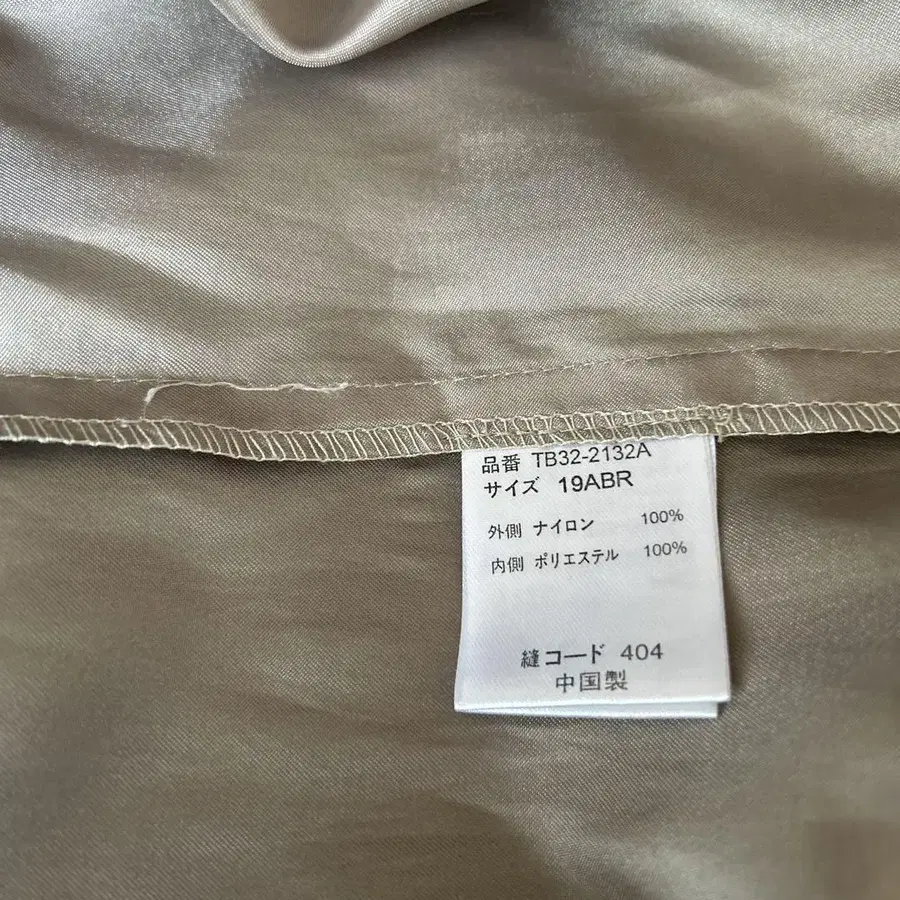 品番 TB32-2132A
サイズ 19ABR
外側 ナイロン 100%
内側 ポリエステル 100%
縫コード 404
中国製